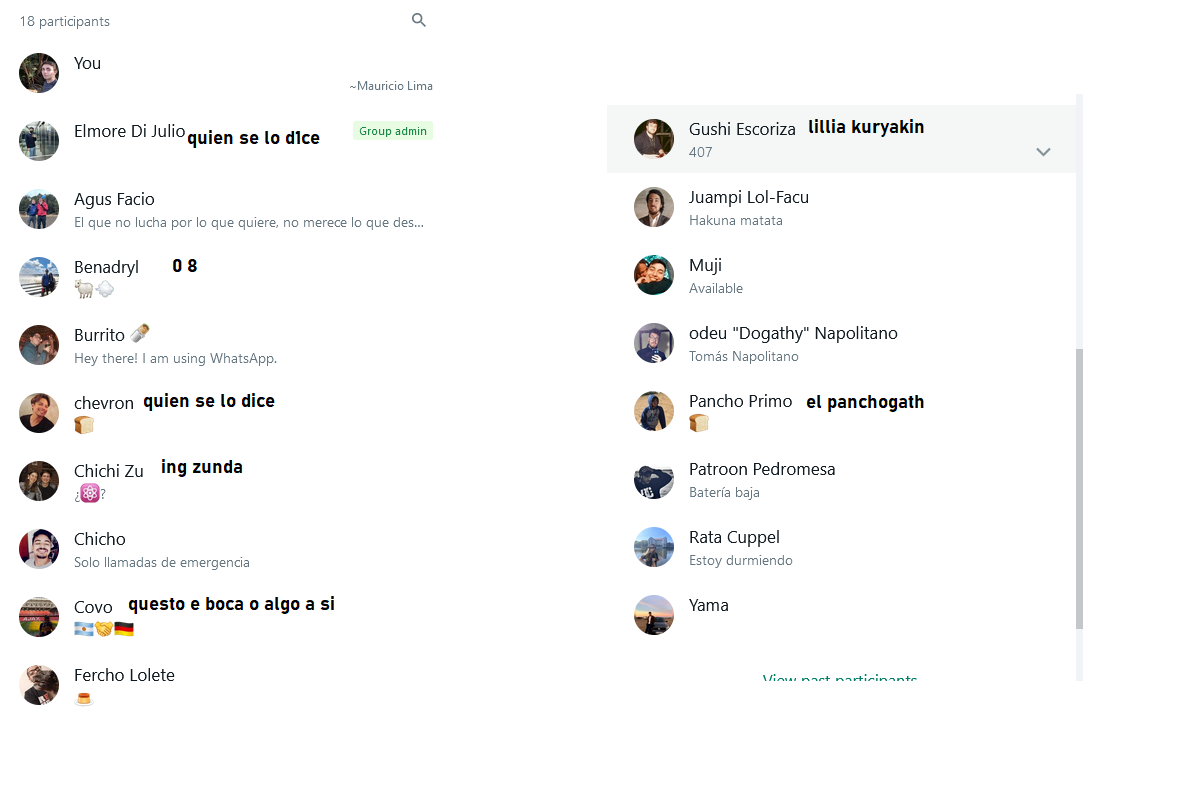 18 participants
You
~Mauricio Lima
Elmore Di Julio quien se lo d1ce Group admin
Agus Facio
El que no lucha por lo que quiere, no merece lo que des...
Benadryl 0 8
🐐💨
Burrito 🌯
Hey there! I am using WhatsApp.
chevron quien se lo dice
🍞
Chichi Zu ing zunda
¿⚛️?
Chicho
Solo llamadas de emergencia
Covo questo e boca o algo a si
🇦🇷🤝🇩🇪
Fercho Lolete
🍮
Gushi Escoriza lillia kuryakin
407
Juampi Lol-Facu
Hakuna matata
Muji
Available
odeu "Dogathy" Napolitano
Tomás Napolitano
Pancho Primo el panchogath
🍞
Patroon Pedromesa
Batería baja
Rata Cuppel
Estoy durmiendo
Yama
View past participants